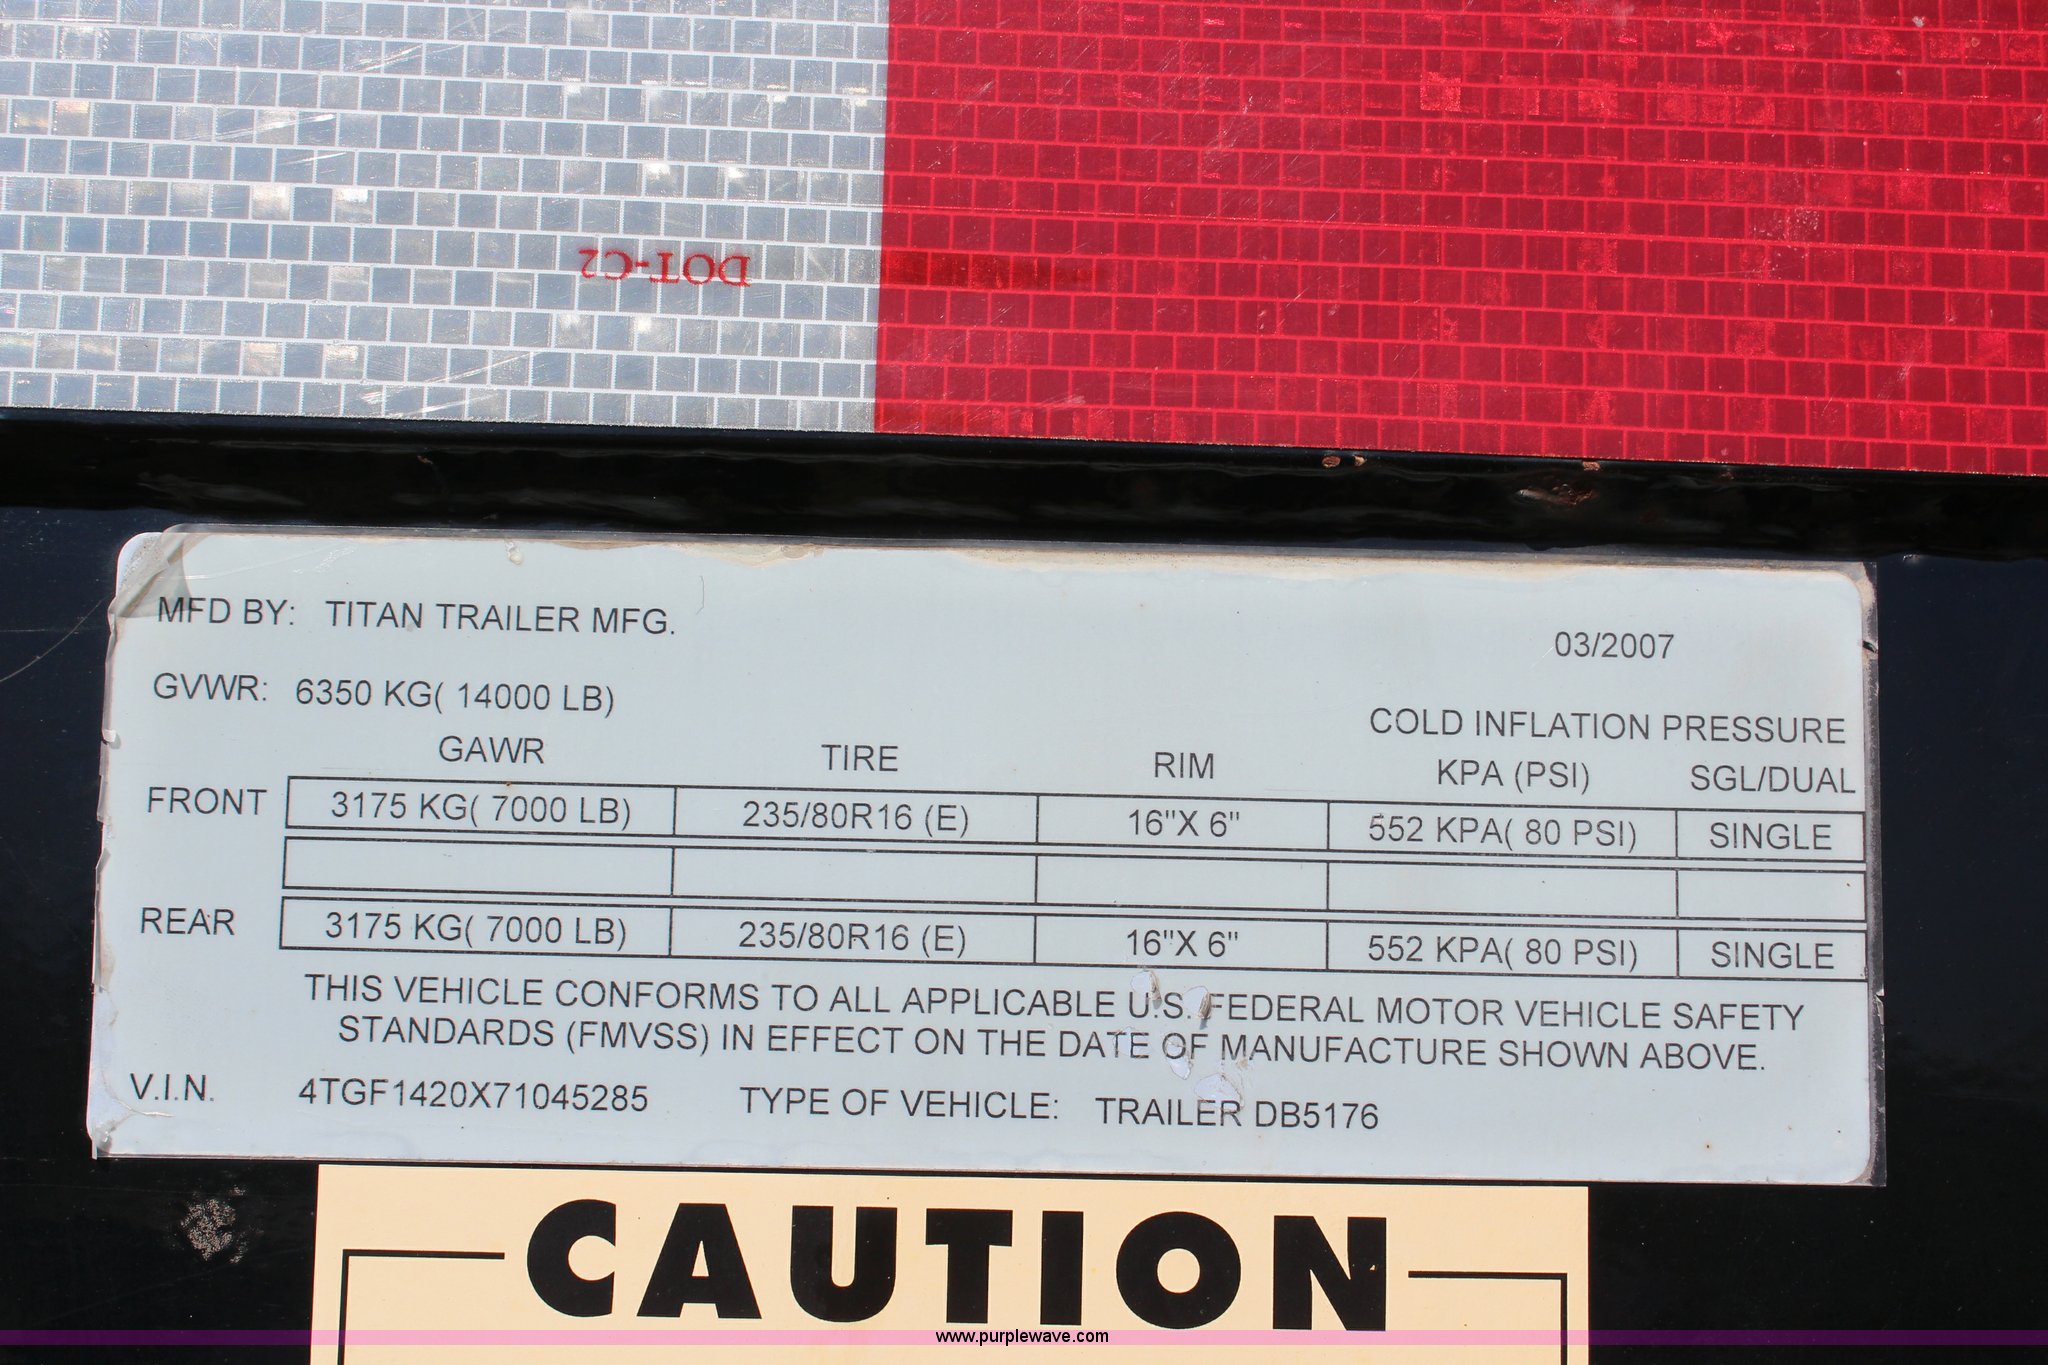 DOT-C2
MFD BY: TITAN TRAILER MFG.
03/2007
GVWR: 6350 KG( 14000 LB)
COLD INFLATION PRESSURE
GAWR TIRE RIM KPA (PSI) SGL/DUAL
FRONT 3175 KG( 7000 LB) 235/80R16 (E) 16"X 6" 552 KPA( 80 PSI) SINGLE
REAR 3175 KG( 7000 LB) 235/80R16 (E) 16"X 6" 552 KPA( 80 PSI) SINGLE
THIS VEHICLE CONFORMS TO ALL APPLICABLE U.S. FEDERAL MOTOR VEHICLE SAFETY
STANDARDS (FMVSS) IN EFFECT ON THE DATE OF MANUFACTURE SHOWN ABOVE.
V.I.N. 4TGF1420X71045285 TYPE OF VEHICLE: TRAILER DB5176
CAUTION
www.purplewave.com